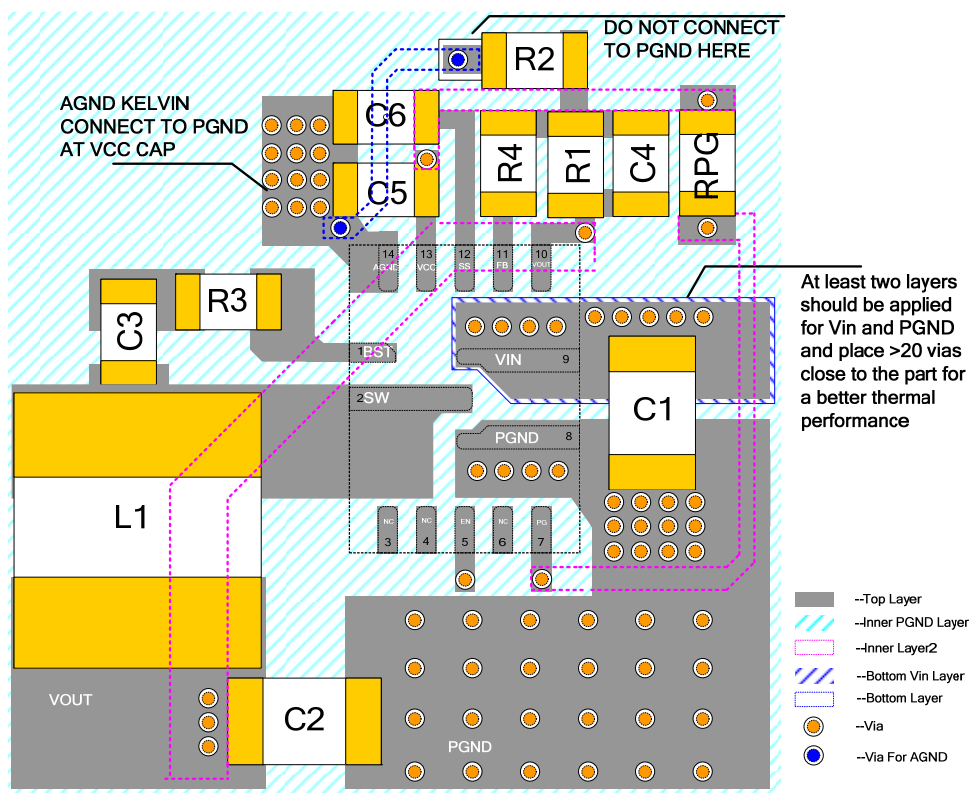 DO NOT CONNECT
TO PGND HERE
R2
AGND KELVIN
CONNECT TO PGND
AT VCC CAP
C6
C5
R4
R1
C4
RPG
14
AGND
13
VCC
12
SS
11
FB
10
VOUT
C3
R3
1
BST
VIN
9
2
SW
C1
PGND
8
At least two layers
should be applied
for Vin and PGND
and place >20 vias
close to the part for
a better thermal
performance
L1
NC
3
NC
4
EN
5
NC
6
PG
7
VOUT
C2
PGND
--Top Layer
--Inner PGND Layer
--Inner Layer2
--Bottom Vin Layer
--Bottom Layer
--Via
--Via For AGND